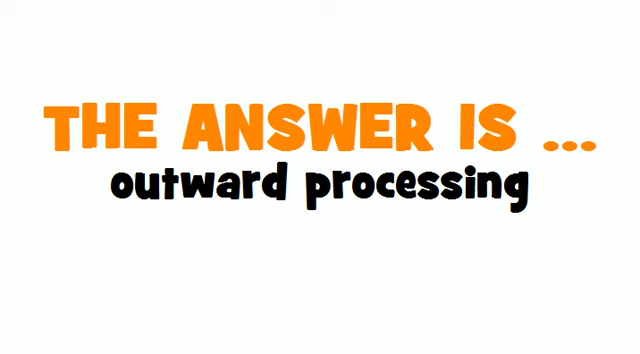 THE ANSWER IS ...
outward processing